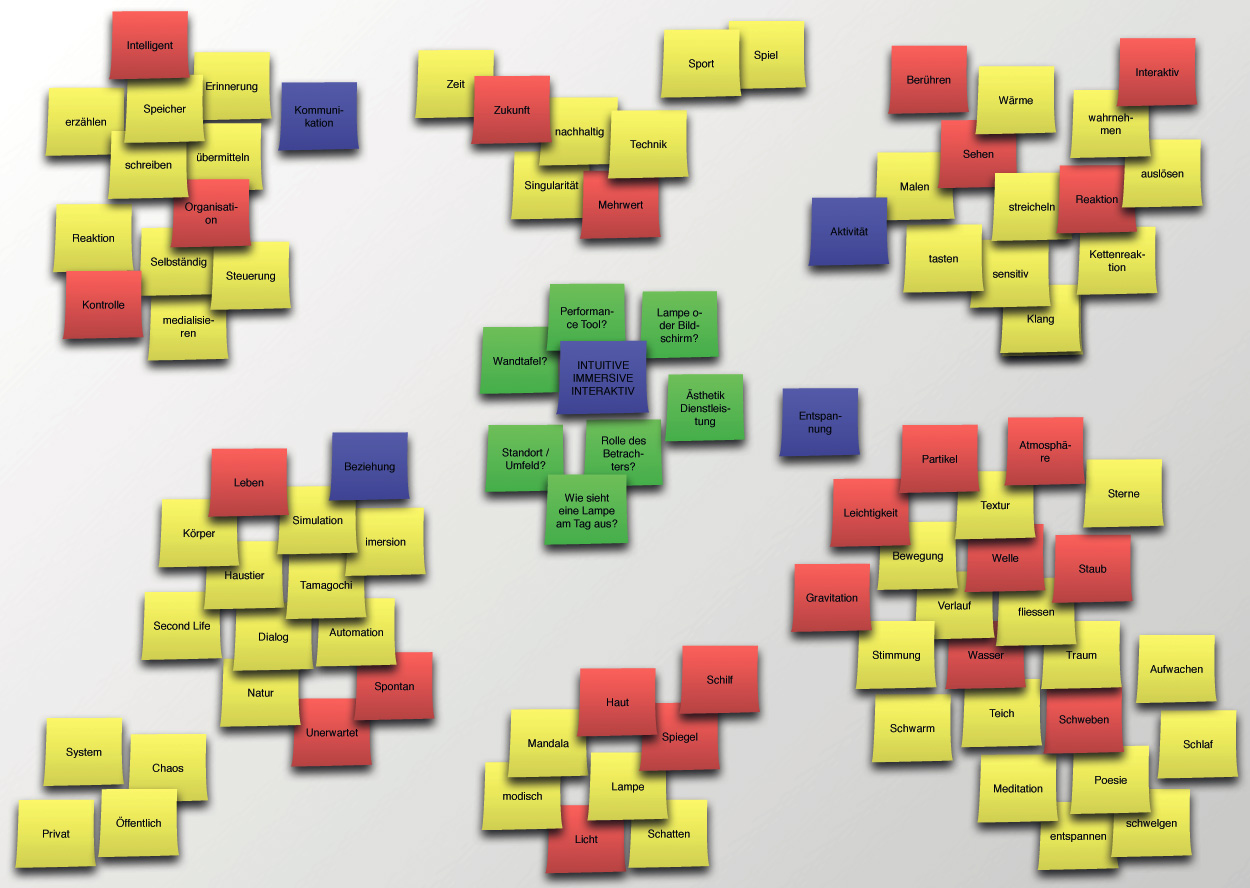 Intelligent
Erinnerung
erzählen
Speicher
Kommuni-
kation
schreiben
übermitteln
Organisati-
on
Reaktion
Selbständig
Steuerung
Kontrolle
medialisie-
ren
Zeit
Zukunft
nachhaltig
Technik
Singularität
Mehrwert
Sport
Spiel
Berühren
Wärme
Interaktiv
wahrneh-
men
Sehen
Malen
streicheln
Reaktion
auslösen
Aktivität
tasten
sensitiv
Kettenreak-
tion
Klang
Performan-
ce Tool?
Lampe o-
der Bild-
schirm?
Wandtafel?
INTUITIVE
IMMERSIVE
INTERAKTIV
Ästhetik
Dienstleis-
tung
Standort /
Umfeld?
Rolle des
Betrach-
ters?
Wie sieht
eine Lampe
am Tag aus?
Entspan-
nung
Beziehung
Leben
Körper
Simulation
imersion
Haustier
Tamagochi
Second Life
Dialog
Automation
Natur
Spontan
Unerwartet
System
Chaos
Privat
Öffentlich
Haut
Schilf
Mandala
Spiegel
modisch
Lampe
Licht
Schatten
Partikel
Atmosphä-
re
Leichtigkeit
Textur
Sterne
Bewegung
Welle
Staub
Gravitation
Verlauf
fliessen
Stimmung
Wasser
Traum
Aufwachen
Schwarm
Teich
Schweben
Schlaf
Meditation
Poesie
entspannen
schwelgen